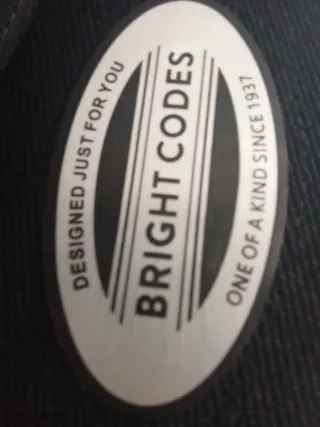 DESIGNED JUST FOR YOU
BRIGHT CODES
ONE OF A KIND SINCE 1937